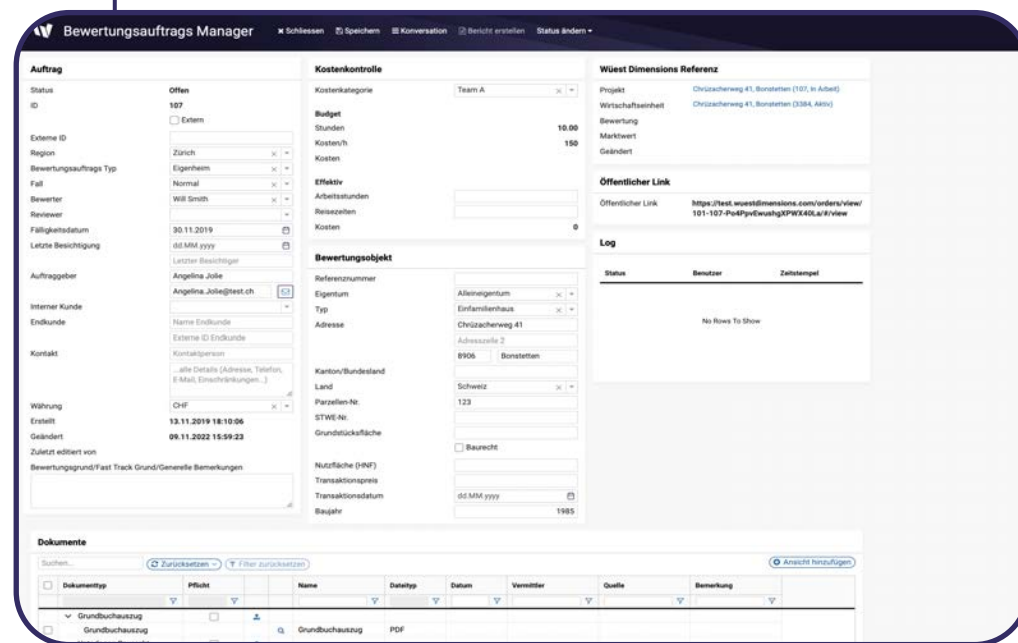 Bewertungsauftrags Manager
Schliessen Speichern Konversation Bericht erstellen Status ändern
Auftrag
Status Offen
ID 107
Extern
Externe ID
Region Zürich
Bewertungsauftrags Typ Eigenheim
Fall Normal
Bewerter Will Smith
Reviewer
Fälligkeitsdatum 30.11.2019
Letzte Besichtigung dd.MM.yyyy
Letzter Besichtiger
Auftraggeber Angelina Jolie
Angelina.Jolie@test.ch
Interner Kunde
Endkunde Name Endkunde
Externe ID Endkunde
Kontakt Kontaktperson
...alle Details (Adresse, Telefon,
E-Mail, Einschränkungen...)
Währung CHF
Erstellt 13.11.2019 18:10:06
Geändert 09.11.2022 15:59:23
Zuletzt editiert von
Bewertungsgrund/Fast Track Grund/Generelle Bemerkungen
Kostenkontrolle
Kostenkategorie Team A
Budget
Stunden 10.00
Kosten/h 150
Kosten
Effektiv
Arbeitsstunden
Reisezeiten
Kosten 0
Bewertungsobjekt
Referenznummer
Eigentum Alleineigentum
Typ Einfamilienhaus
Adresse Chrüzacherweg 41
Adresszeile 2
8906 Bonstetten
Kanton/Bundesland
Land Schweiz
Parzellen-Nr. 123
STWE-Nr.
Grundstücksfläche
Baurecht
Nutzfläche (HNF)
Transaktionspreis
Transaktionsdatum dd.MM.yyyy
Baujahr 1985
Wüest Dimensions Referenz
Projekt Chrüzacherweg 41, Bonstetten (107, In Arbeit)
Wirtschaftseinheit Chrüzacherweg 41, Bonstetten (3384, Aktiv)
Bewertung
Marktwert
Geändert
Öffentlicher Link
Öffentlicher Link https://test.wuestdimensions.com/orders/view/
101-107-Po4PpvEwushgXPWX40La/#/view
Log
Status Benutzer Zeitstempel
No Rows To Show
Dokumente
Suchen... Zurücksetzen Filter zurücksetzen Ansicht hinzufügen
Dokumenttyp Pflicht Name Dateityp Datum Vermittler Quelle Bemerkung
Grundbuchauszug
Grundbuchauszug Grundbuchauszug PDF